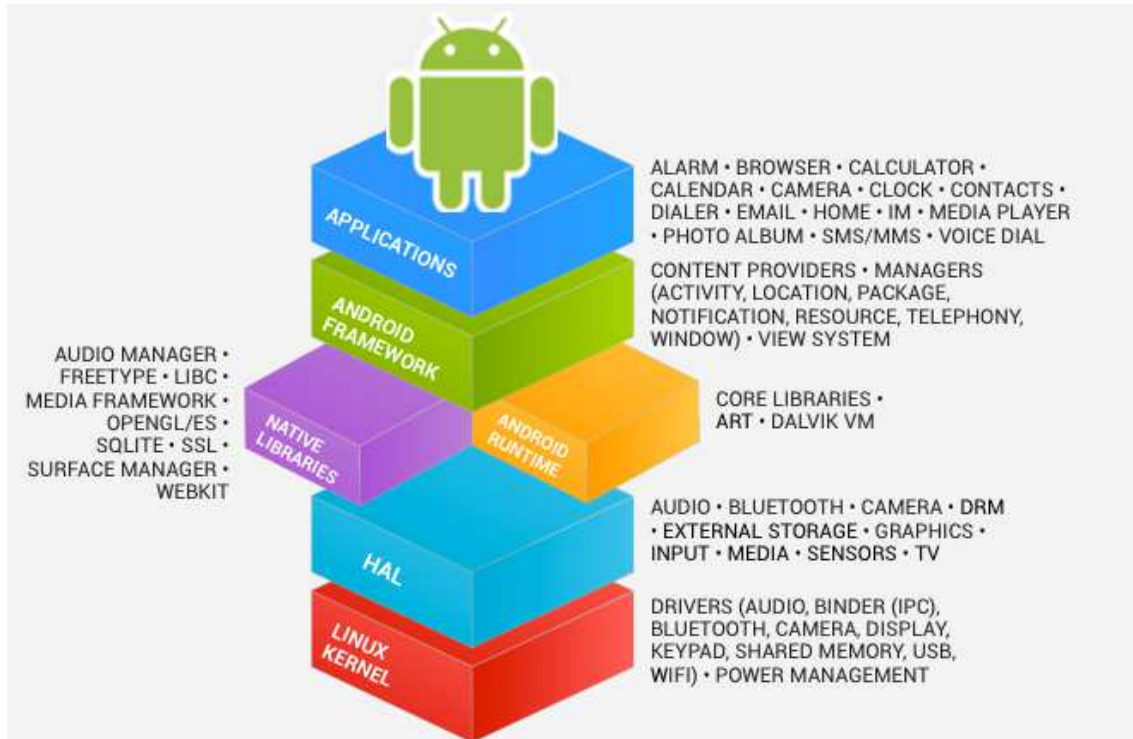 APPLICATIONS
ALARM • BROWSER • CALCULATOR •
CALENDAR • CAMERA • CLOCK • CONTACTS •
DIALER • EMAIL • HOME • IM • MEDIA PLAYER
• PHOTO ALBUM • SMS/MMS • VOICE DIAL
ANDROID
FRAMEWORK
CONTENT PROVIDERS • MANAGERS
(ACTIVITY, LOCATION, PACKAGE,
NOTIFICATION, RESOURCE, TELEPHONY,
WINDOW) • VIEW SYSTEM
AUDIO MANAGER •
FREETYPE • LIBC •
MEDIA FRAMEWORK •
OPENGL/ES •
SQLITE • SSL •
SURFACE MANAGER •
WEBKIT
NATIVE
LIBRARIES
ANDROID
RUNTIME
CORE LIBRARIES •
ART • DALVIK VM
HAL
AUDIO • BLUETOOTH • CAMERA • DRM
• EXTERNAL STORAGE • GRAPHICS •
INPUT • MEDIA • SENSORS • TV
LINUX
KERNEL
DRIVERS (AUDIO, BINDER (IPC),
BLUETOOTH, CAMERA, DISPLAY,
KEYPAD, SHARED MEMORY, USB,
WIFI) • POWER MANAGEMENT